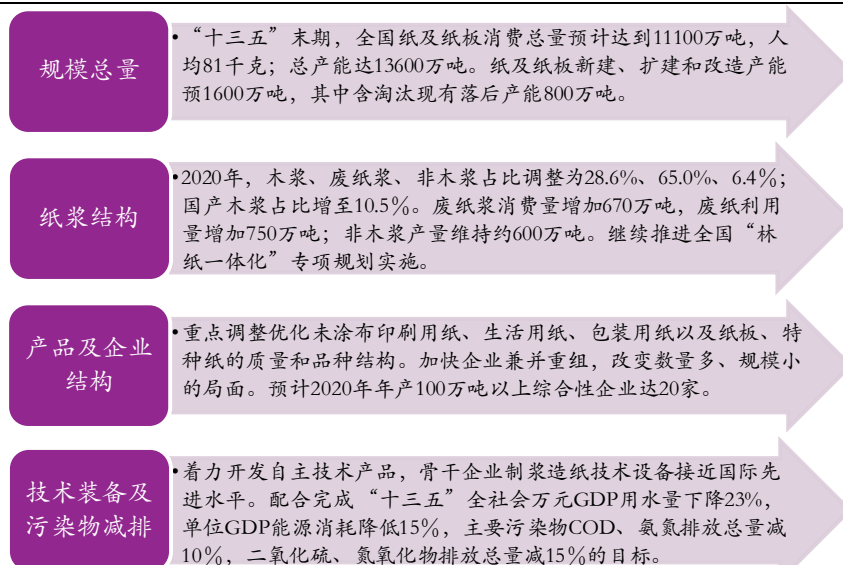 规模总量
•“十三五”末期，全国纸及纸板消费总量预计达到11100万吨，人
均81千克；总产能达13600万吨。纸及纸板新建、扩建和改造产能
预1600万吨，其中含淘汰现有落后产能800万吨。
纸浆结构
•2020年，木浆、废纸浆、非木浆占比调整为28.6%、65.0%、6.4%；
国产木浆占比增至10.5%。废纸浆消费量增加670万吨，废纸利用
量增加750万吨；非木浆产量维持约600万吨。继续推进全国“林
纸一体化”专项规划实施。
产品及企业
结构
•重点调整优化未涂布印刷用纸、生活用纸、包装用纸以及纸板、特
种纸的质量和品种结构。加快企业兼并重组，改变数量多、规模小
的局面。预计2020年年产100万吨以上综合性企业达20家。
技术装备及
污染物减排
•着力开发自主技术产品，骨干企业制浆造纸技术设备接近国际先
进水平。配合完成“十三五”全社会万元GDP用水量下降23%，
单位GDP能源消耗降低15%，主要污染物COD、氨氮排放总量减
10%，二氧化硫、氮氧化物排放总量减15%的目标。